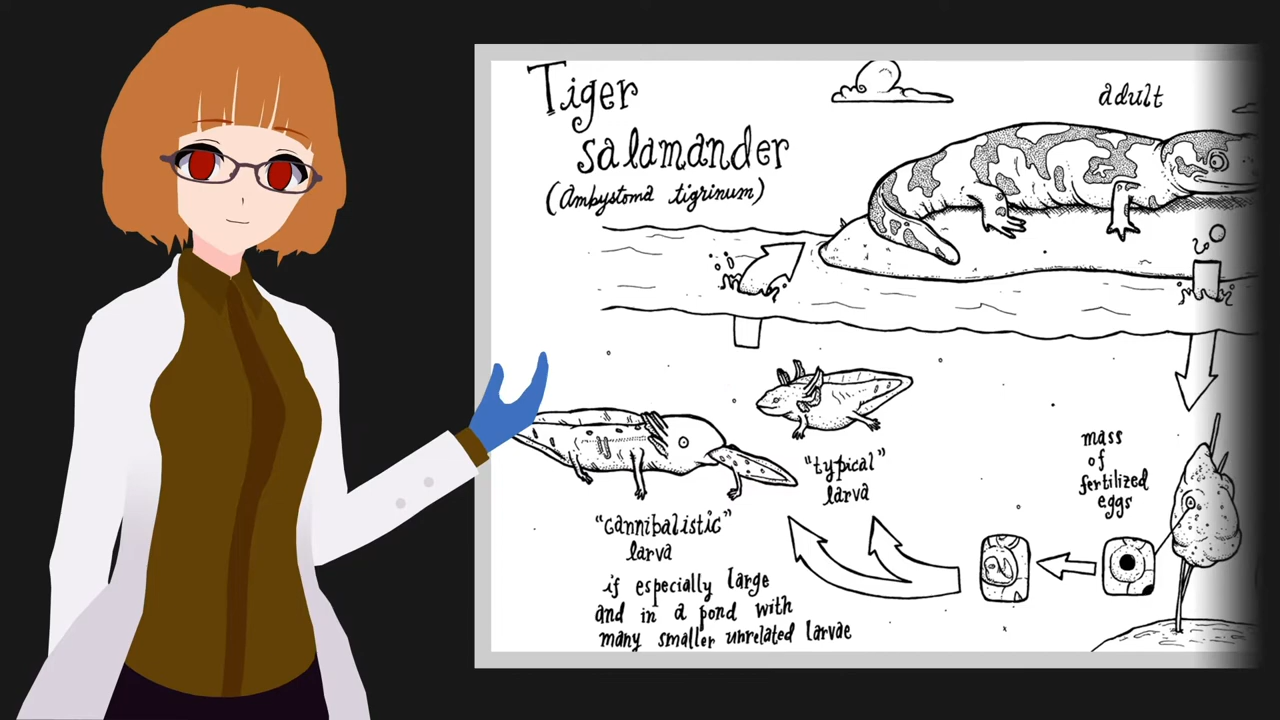 Tiger
salamander
(Ambystoma tigrinum)
adult
"typical"
larva
mass
of
fertilized
eggs
"cannibalistic"
larva
if especially large
and in a pond with
many smaller unrelated larvae